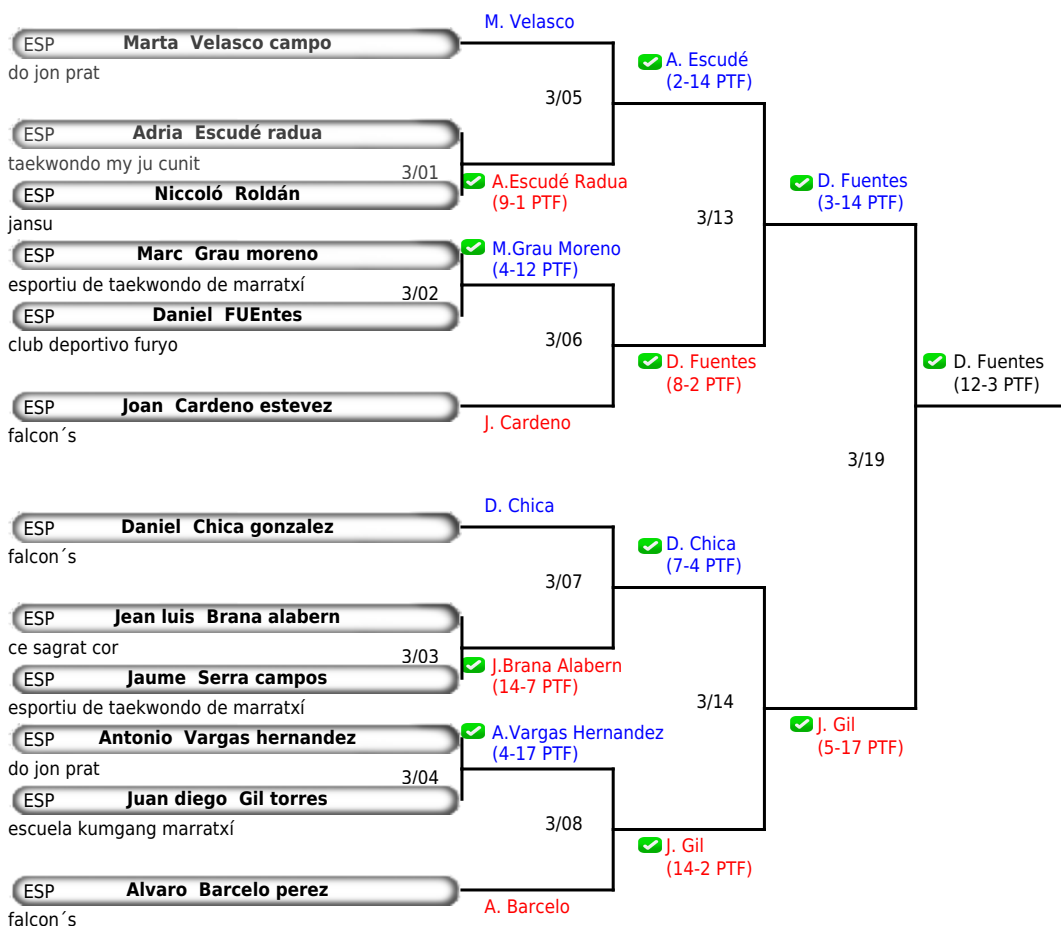 M. Velasco
ESP Marta Velasco campo
do jon prat
A. Escudé
(2-14 PTF)
3/05
ESP Adria Escudé radua
taekwondo my ju cunit
3/01
A.Escudé Radua
(9-1 PTF)
ESP Niccoló Roldán
jansu
D. Fuentes
(3-14 PTF)
3/13
ESP Marc Grau moreno
esportiu de taekwondo de marratxí
M.Grau Moreno
(4-12 PTF)
3/02
ESP Daniel FUEntes
club deportivo furyo
3/06
D. Fuentes
(8-2 PTF)
D. Fuentes
(12-3 PTF)
ESP Joan Cardeno estevez
falcon´s
J. Cardeno
3/19
D. Chica
ESP Daniel Chica gonzalez
falcon´s
D. Chica
(7-4 PTF)
3/07
ESP Jean luis Brana alabern
ce sagrat cor
3/03
J.Brana Alabern
(14-7 PTF)
ESP Jaume Serra campos
esportiu de taekwondo de marratxí
3/14
J. Gil
(5-17 PTF)
ESP Antonio Vargas hernandez
do jon prat
A.Vargas Hernandez
(4-17 PTF)
3/04
ESP Juan diego Gil torres
escuela kumgang marratxí
3/08
J. Gil
(14-2 PTF)
ESP Alvaro Barcelo perez
falcon´s
A. Barcelo